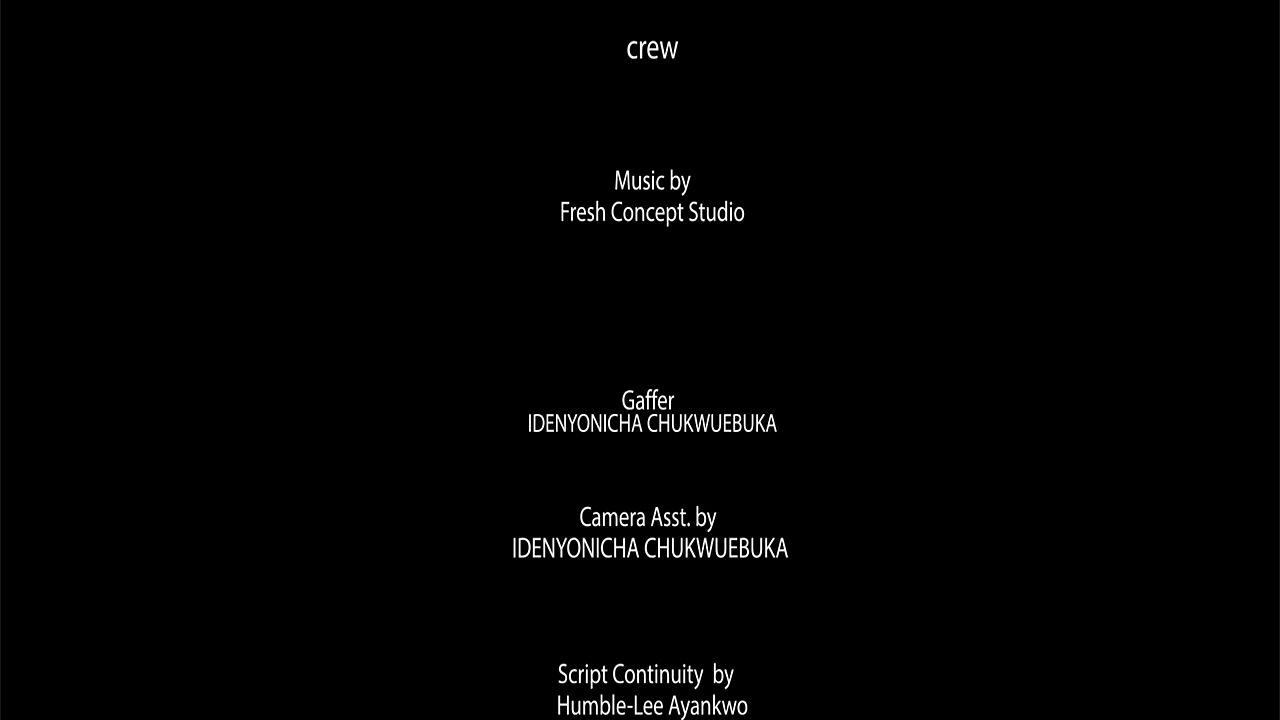 crew
Music by
Fresh Concept Studio
Gaffer
IDENYONICHA CHUKWUEBUKA
Camera Asst. by
IDENYONICHA CHUKWUEBUKA
Script Continuity by
Humble-Lee Ayankwo